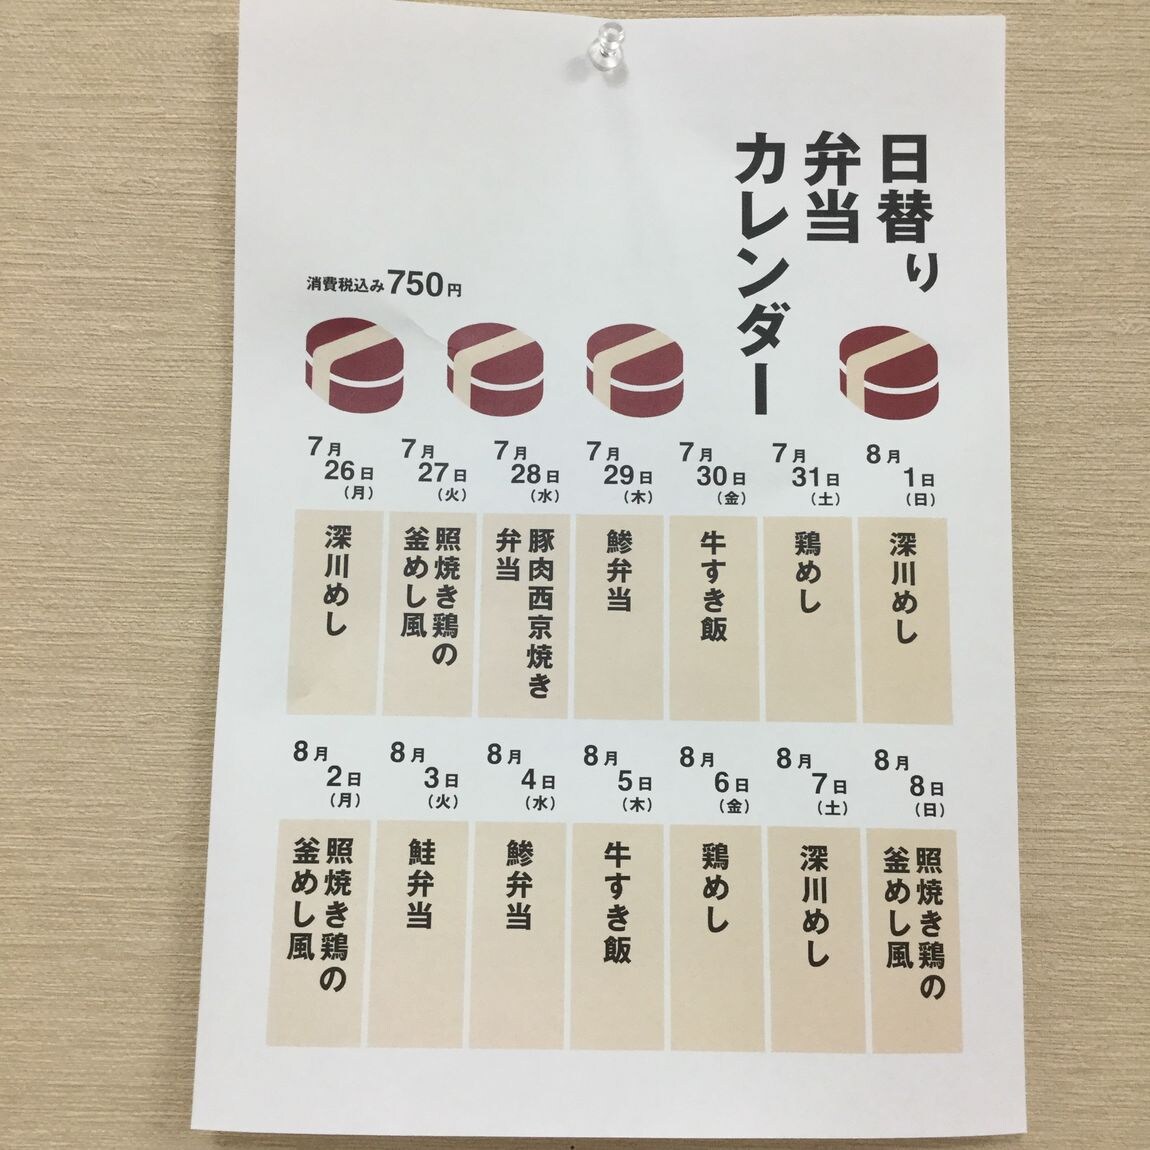 日替り
弁当
カレンダー
消費税込み750円
7月26日(月)
深川めし
7月27日(火)
照焼き鶏の
釜めし風
7月28日(水)
豚肉西京焼き
弁当
7月29日(木)
鯵弁当
7月30日(金)
牛すき飯
7月31日(土)
鶏めし
8月1日(日)
深川めし
8月2日(月)
照焼き鶏の
釜めし風
8月3日(火)
鮭弁当
8月4日(水)
鯵弁当
8月5日(木)
牛すき飯
8月6日(金)
鶏めし
8月7日(土)
深川めし
8月8日(日)
照焼き鶏の
釜めし風